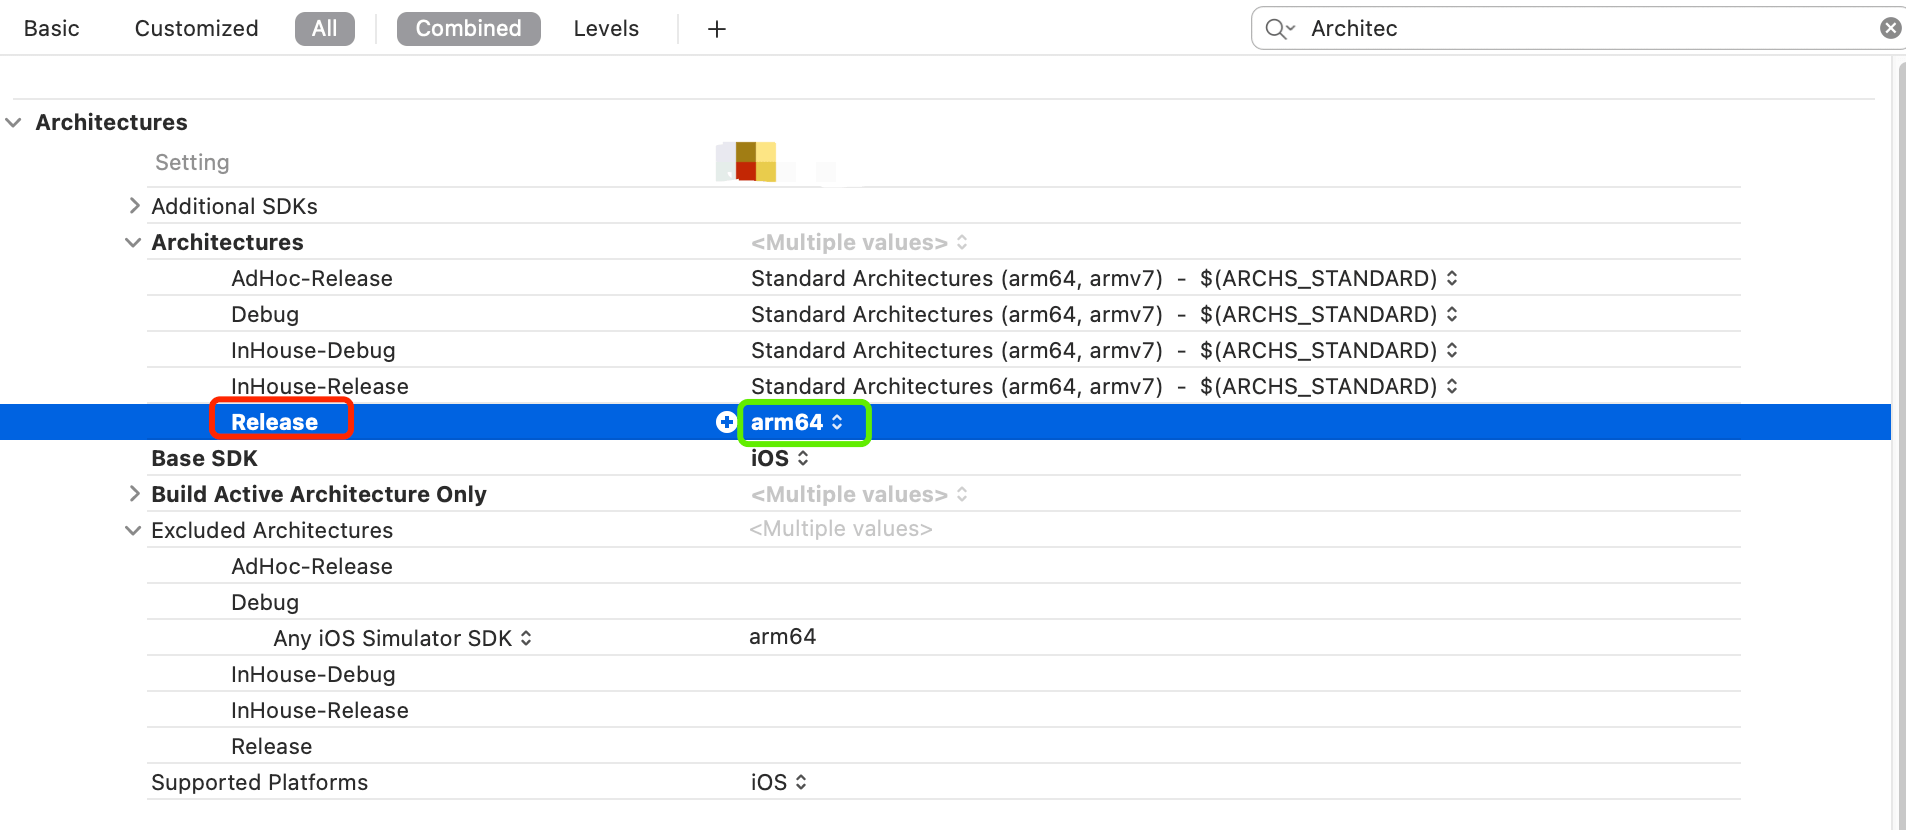 Basic Customized All Combined Levels + Architec
Architectures
Setting
Additional SDKs
Architectures <Multiple values>
AdHoc-Release Standard Architectures (arm64, armv7) - $(ARCHS_STANDARD)
Debug Standard Architectures (arm64, armv7) - $(ARCHS_STANDARD)
InHouse-Debug Standard Architectures (arm64, armv7) - $(ARCHS_STANDARD)
InHouse-Release Standard Architectures (arm64, armv7) - $(ARCHS_STANDARD)
Release arm64
Base SDK iOS
Build Active Architecture Only <Multiple values>
Excluded Architectures <Multiple values>
AdHoc-Release
Debug
Any iOS Simulator SDK arm64
InHouse-Debug
InHouse-Release
Release
Supported Platforms iOS